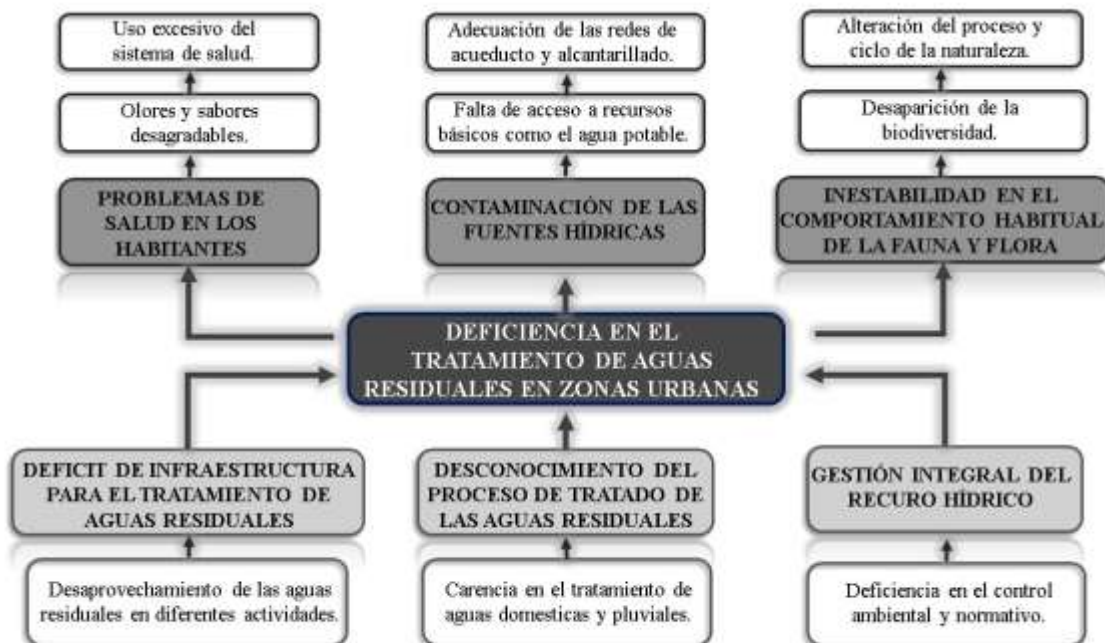 Uso excesivo del
sistema de salud.
Adecuación de las redes de
acueducto y alcantarillado.
Alteración del proceso y
ciclo de la naturaleza.
Olores y sabores
desagradables.
Falta de acceso a recursos
básicos como el agua potable.
Desaparición de la
biodiversidad.
PROBLEMAS DE
SALUD EN LOS
HABITANTES
CONTAMINACIÓN DE LAS
FUENTES HÍDRICAS
INESTABILIDAD EN EL
COMPORTAMIENTO HABITUAL
DE LA FAUNA Y FLORA
DEFICIENCIA EN EL
TRATAMIENTO DE AGUAS
RESIDUALES EN ZONAS URBANAS
DEFICIT DE INFRAESTRUCTURA
PARA EL TRATAMIENTO DE
AGUAS RESIDUALES
DESCONOCIMIENTO DEL
PROCESO DE TRATADO DE
LAS AGUAS RESIDUALES
GESTIÓN INTEGRAL DEL
RECURO HÍDRICO
Desaprovechamiento de las aguas
residuales en diferentes actividades.
Carencia en el tratamiento de
aguas domesticas y pluviales.
Deficiencia en el control
ambiental y normativo.